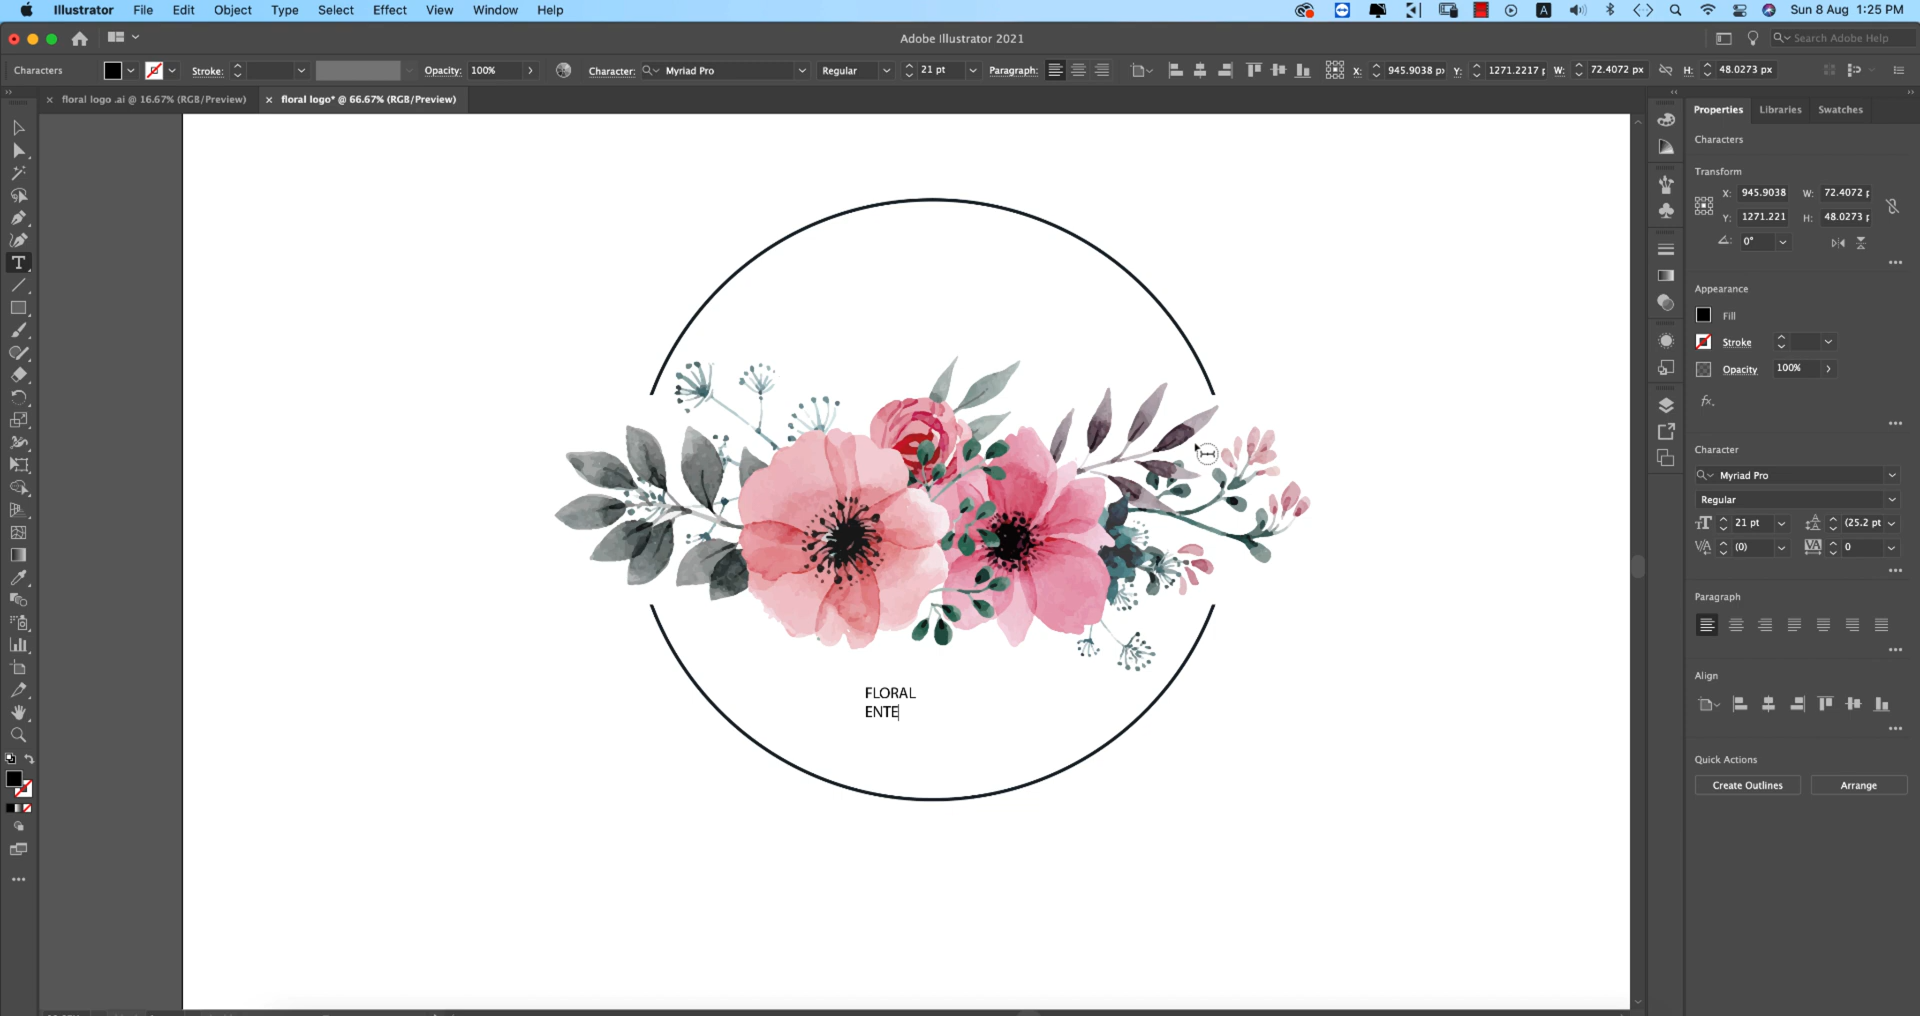 Illustrator File Edit Object Type Select Effect View Window Help
A Sun 8 Aug 1:25 PM
Adobe Illustrator 2021
Search Adobe Help
Characters Stroke: Opacity: 100% Character: Myriad Pro Regular 21 pt Paragraph: X: 945.9038 px Y: 1271.2217 p W: 72.4072 px H: 48.0273 px
floral logo .ai @ 16.67% (RGB/Preview)
floral logo* @ 66.67% (RGB/Preview)
Properties Libraries Swatches
Characters
Transform
X: 945.9038 W: 72.4072 p
Y: 1271.221 H: 48.0273 p
0°
Appearance
Fill
Stroke
Opacity 100%
fx.
Character
Myriad Pro
Regular
21 pt (25.2 pt
(0) 0
Paragraph
Align
Quick Actions
Create Outlines Arrange
FLORAL
ENTE